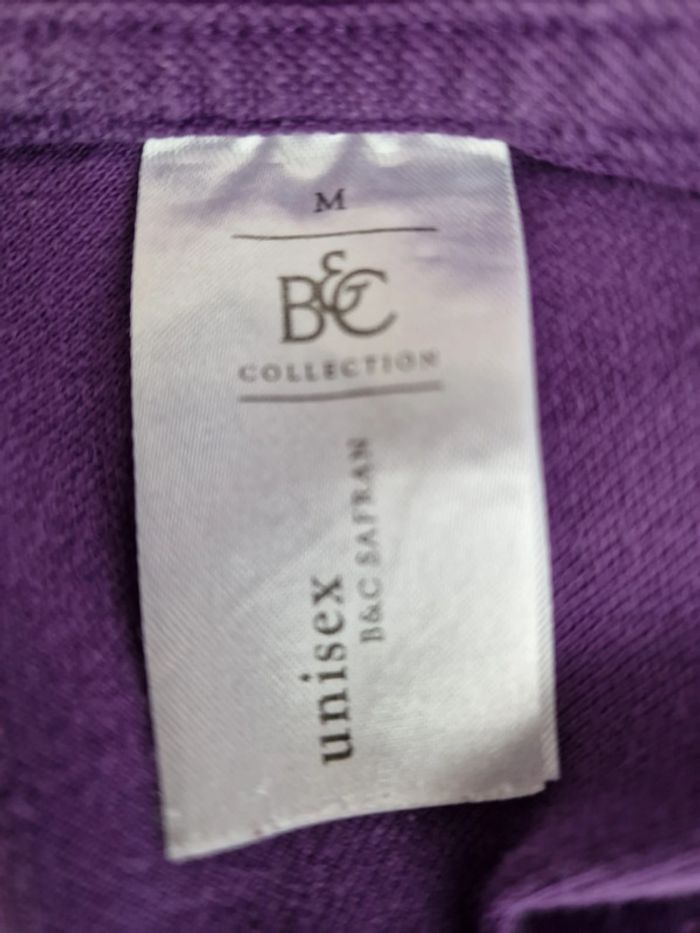 M
B&C
COLLECTION
unisex
B&C SAFRAN